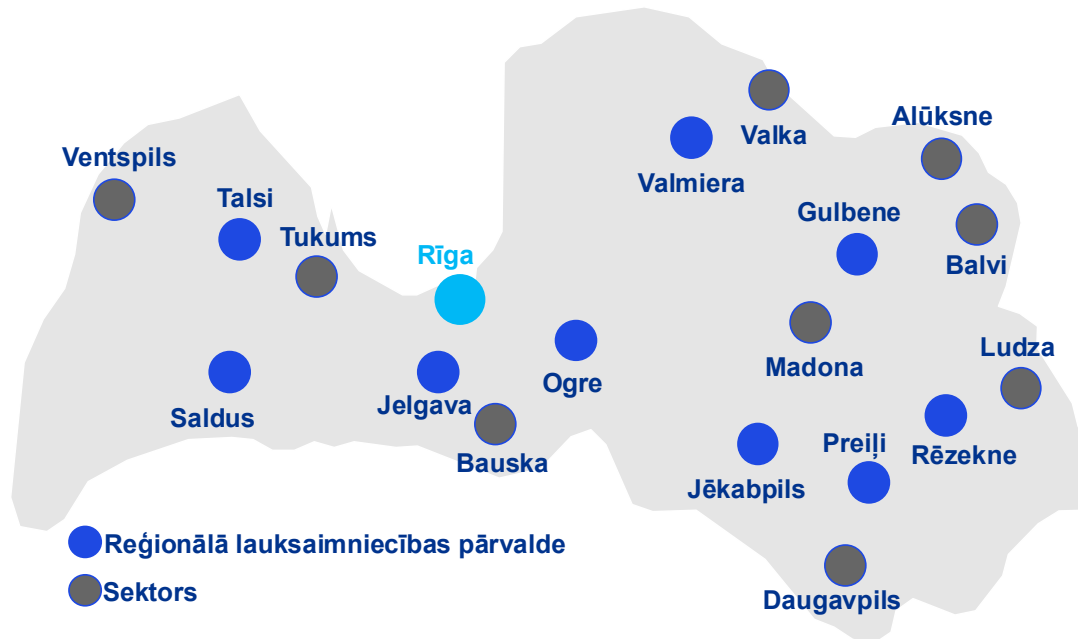 Alūksne
Valka
Ventspils
Valmiera
Talsi
Gulbene
Tukums
Rīga
Balvi
Ludza
Madona
Ogre
Jelgava
Saldus
Preiļi
Rēzekne
Bauska
Jēkabpils
Reģionālā lauksaimniecības pārvalde
Sektors
Daugavpils